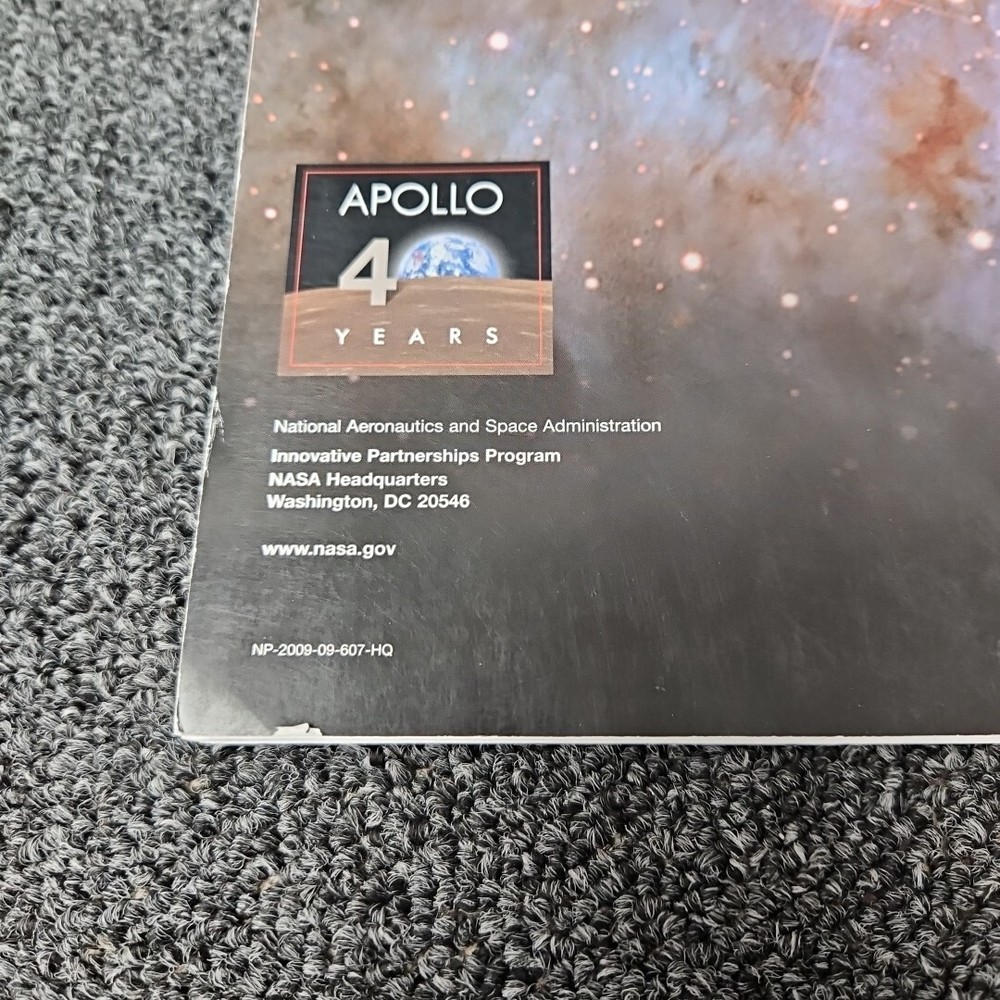 APOLLO
4
YEARS
National Aeronautics and Space Administration
Innovative Partnerships Program
NASA Headquarters
Washington, DC 20546
www.nasa.gov
NP-2009-09-607-HQ